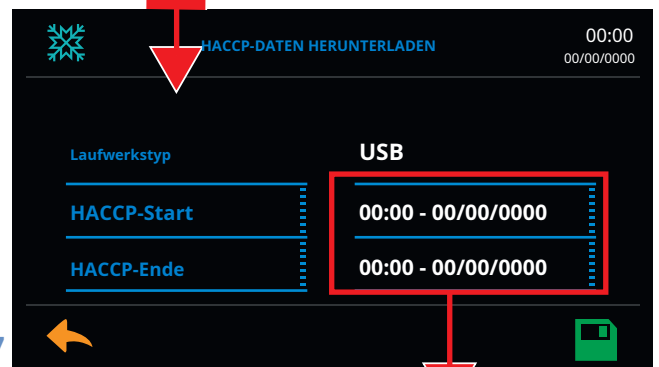 HACCP-DATEN HERUNTERLADEN
00:00
00/00/0000
Laufwerkstyp
USB
HACCP-Start
00:00 - 00/00/0000
HACCP-Ende
00:00 - 00/00/0000